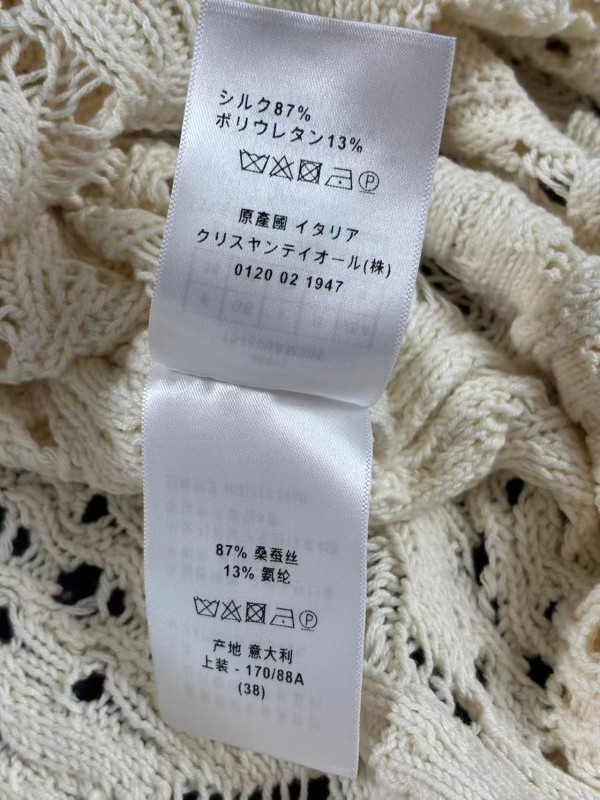 シルク87%
ポリウレタン13%
P
原產國 イタリア
クリスヤンテイオール(株)
0120 02 1947
87% 桑蚕丝
13% 氨纶
P
产地 意大利
上装 - 170/88A
(38)